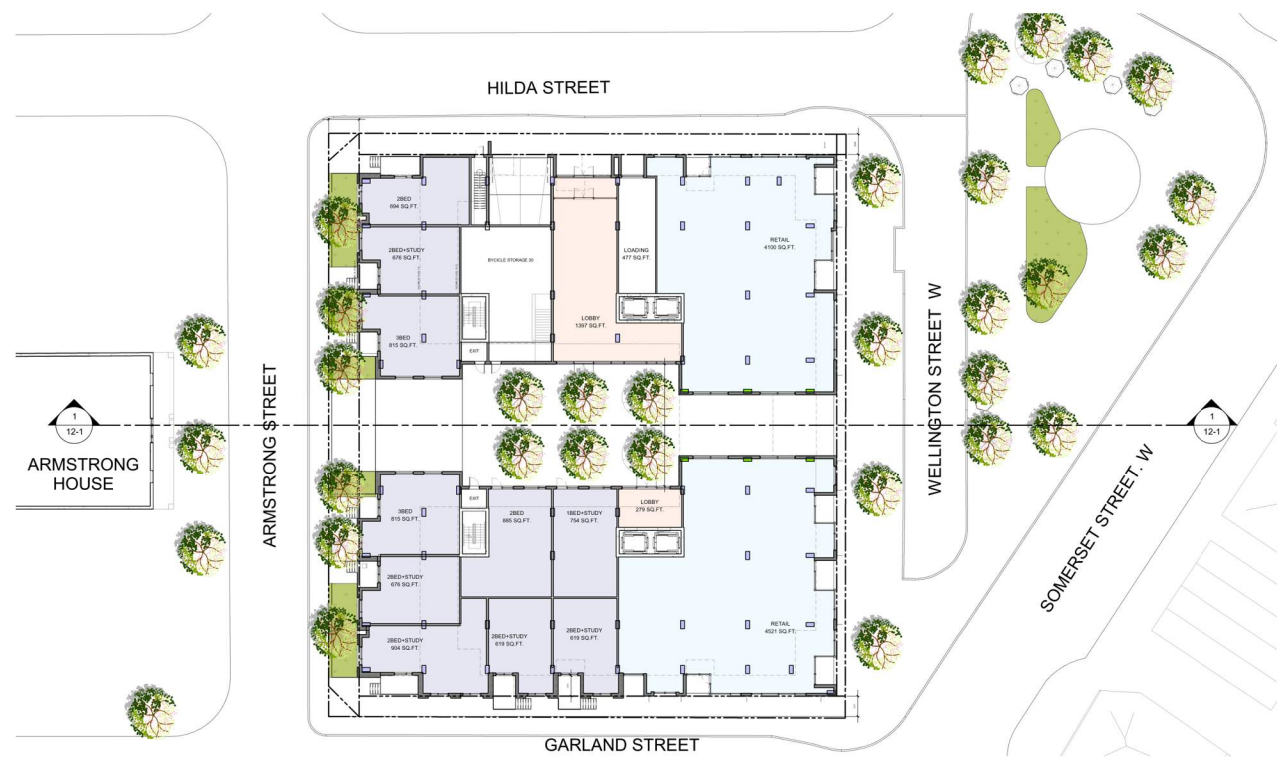 HILDA STREET
2BED
694 SQ.FT.
2BED+STUDY
676 SQ.FT.
BYCICLE STORAGE 30
LOADING
477 SQ.FT.
RETAIL
4100 SQ.FT.
LOBBY
1397 SQ.FT.
3BED
815 SQ.FT.
EXIT
ARMSTRONG STREET
WELLINGTON STREET W
1
12-1
1
12-1
ARMSTRONG
HOUSE
SOMERSET STREET. W
3BED
815 SQ.FT.
EXIT
2BED
885 SQ.FT.
1BED+STUDY
754 SQ.FT.
LOBBY
279 SQ.FT.
2BED+STUDY
676 SQ.FT.
2BED+STUDY
904 SQ.FT.
2BED+STUDY
619 SQ.FT.
2BED+STUDY
619 SQ.FT.
RETAIL
4521 SQ.FT.
GARLAND STREET